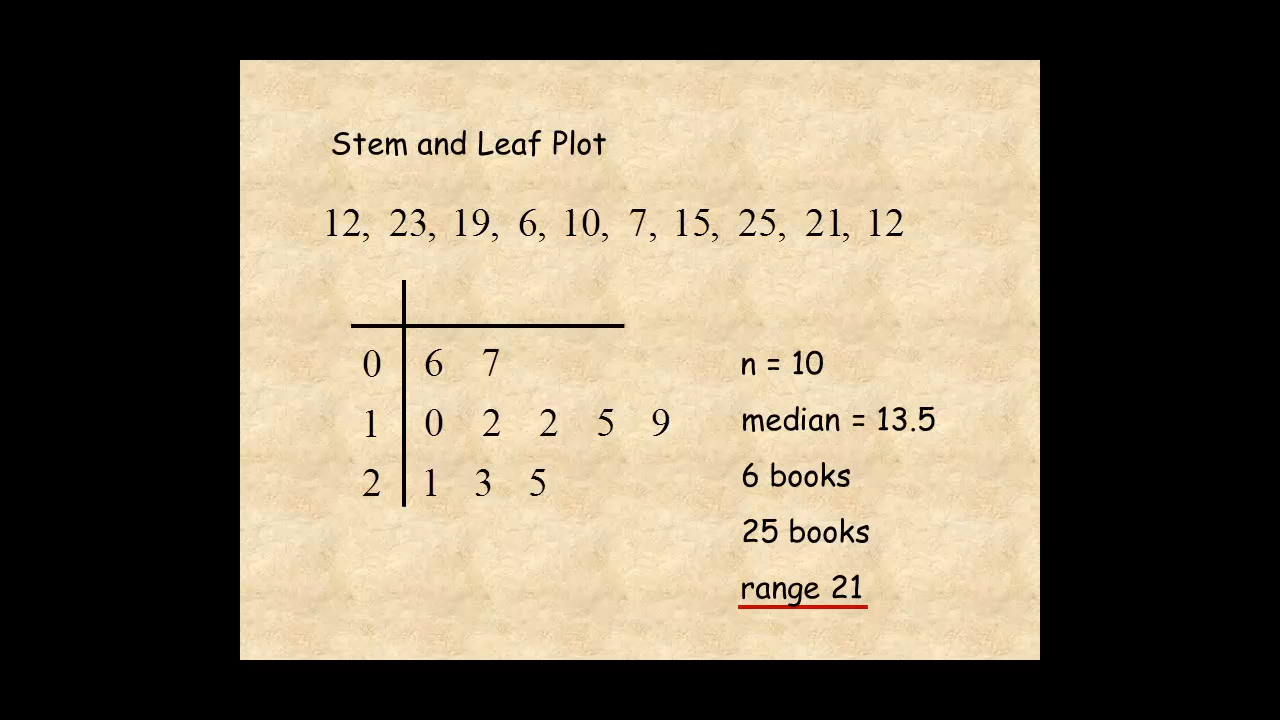 Stem and Leaf Plot
12, 23, 19, 6, 10, 7, 15, 25, 21, 12
0 6 7
1 0 2 2 5 9
2 1 3 5
n = 10
median = 13.5
6 books
25 books
range 21